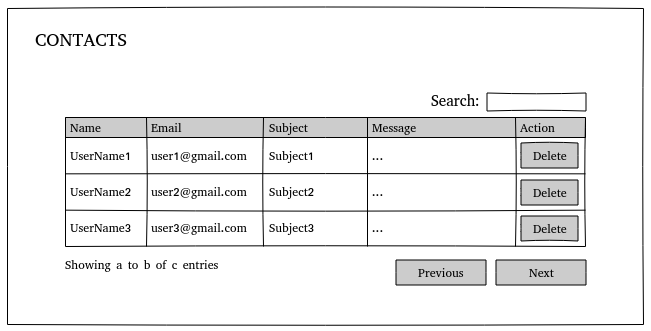 CONTACTS
Search:
Name Email Subject Message Action
UserName1 user1@gmail.com Subject1 ... Delete
UserName2 user2@gmail.com Subject2 ... Delete
UserName3 user3@gmail.com Subject3 ... Delete
Showing a to b of c entries Previous Next